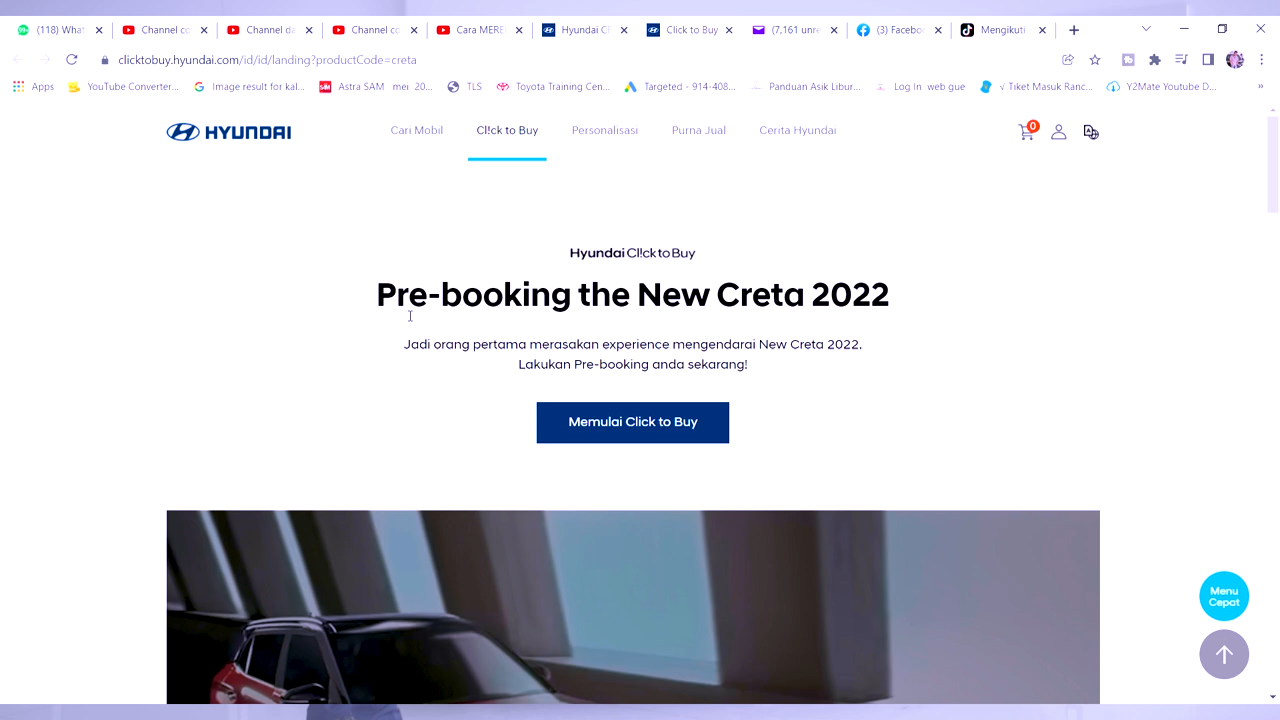 99+
(118) What
Channel co
Channel da
Channel co
Cara MERE
Hyundai CR
Click to Buy
(7,161 unre
(3) Faceboo
Mengikuti
clicktobuy.hyundai.com/id/id/landing?productCode=creta
Apps
YouTube Converter...
Image result for kal...
Astra SAM mei 20...
TLS
Toyota Training Cen...
Targeted - 914-408...
Panduan Asik Libur...
Log In web gue
√ Tiket Masuk Ranc...
Y2Mate Youtube D...
»
HYUNDAI
Cari Mobil
Cl!ck to Buy
Personalisasi
Purna Jual
Cerita Hyundai
0
Hyundai Cl!ck to Buy
Pre-booking the New Creta 2022
Jadi orang pertama merasakan experience mengendarai New Creta 2022.
Lakukan Pre-booking anda sekarang!
Memulai Click to Buy
Menu
Cepat